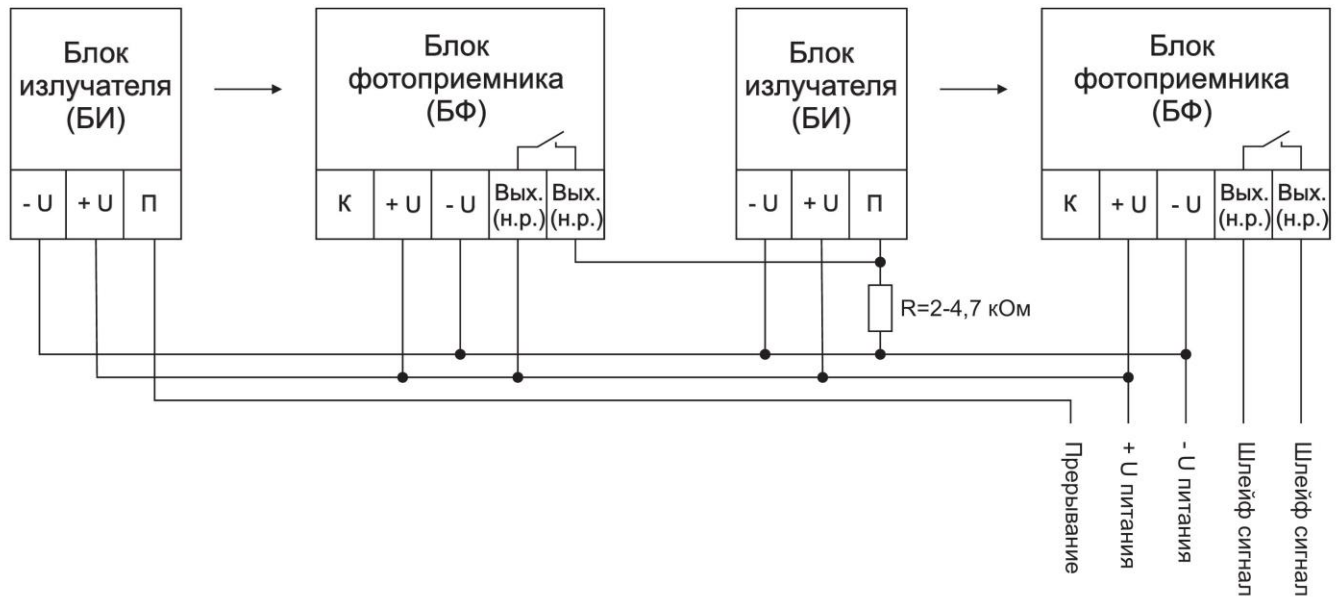 Блок
излучателя
(БИ)
- U
+ U
П
Блок
фотоприемника
(БФ)
К
+ U
- U
Вых.
(н.р.)
Вых.
(н.р.)
Блок
излучателя
(БИ)
- U
+ U
П
Блок
фотоприемника
(БФ)
К
+ U
- U
Вых.
(н.р.)
Вых.
(н.р.)
R=2-4,7 кОм
Прерывание
+ U питания
- U питания
Шлейф сигнал
Шлейф сигнал